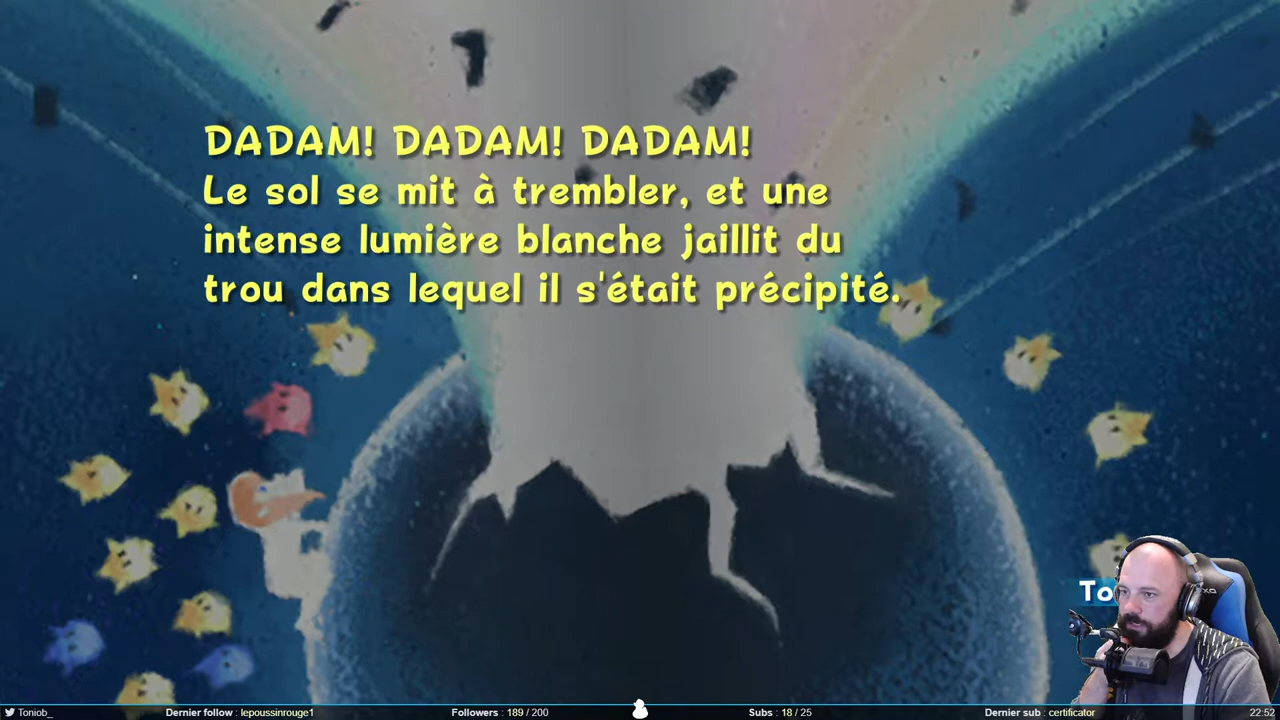 DADAM! DADAM! DADAM!
Le sol se mit à trembler, et une
intense lumière blanche jaillit du
trou dans lequel il s'était précipité.
To
Toniob_
Dernier follow : lepoussinrouge1
Followers : 189 / 200
Subs : 18 / 25
Dernier sub : certificator
22:52